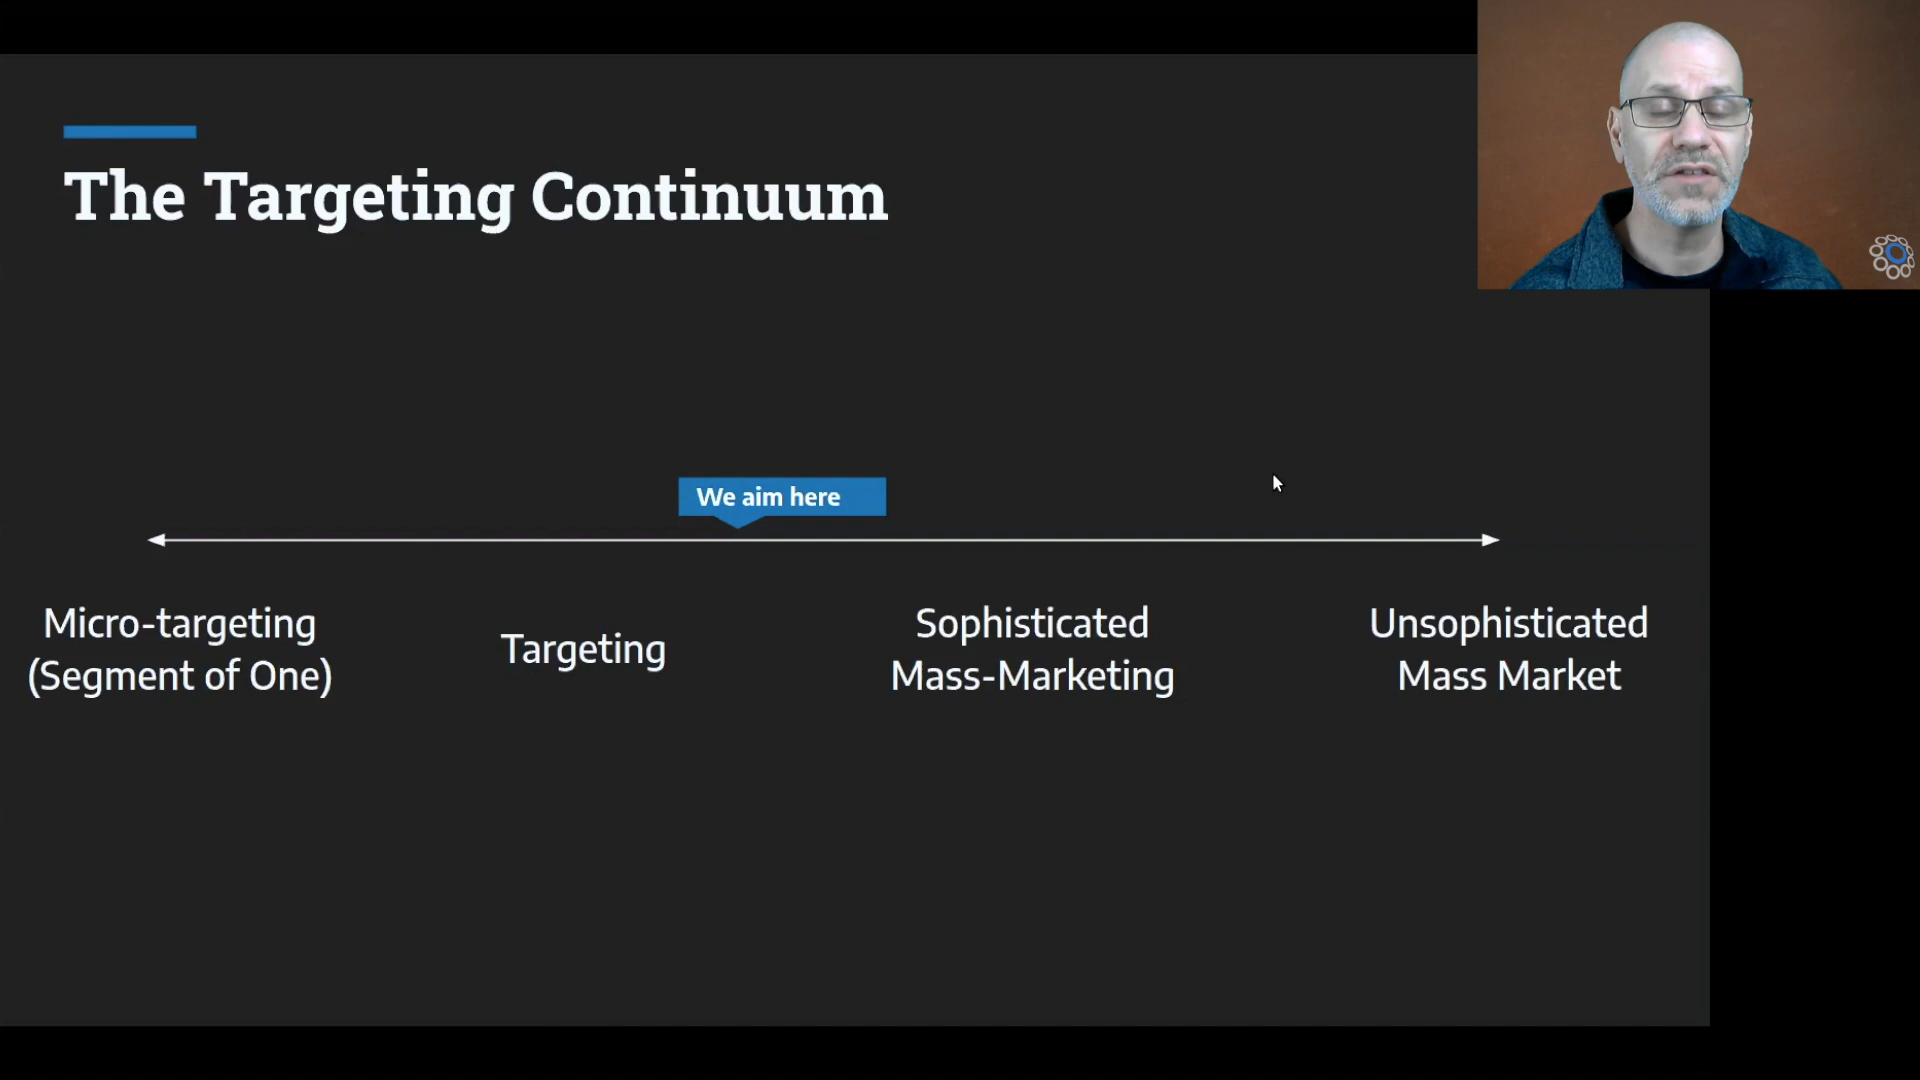 The Targeting Continuum
We aim here
Micro-targeting
(Segment of One)
Targeting
Sophisticated
Mass-Marketing
Unsophisticated
Mass Market